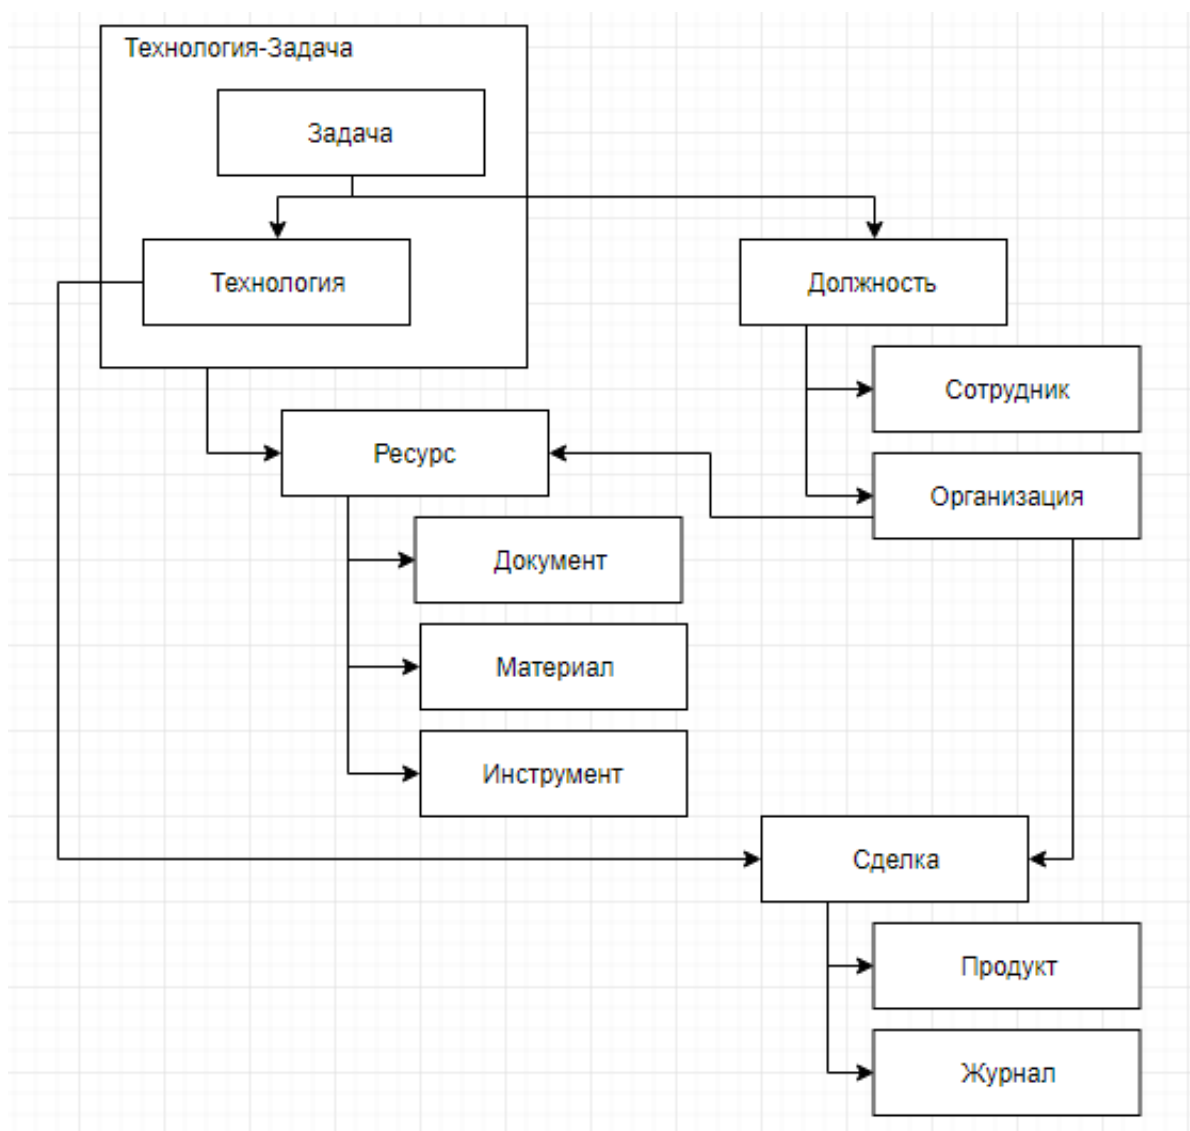 Технология-Задача
Задача
Технология
Должность
Сотрудник
Ресурс
Организация
Документ
Материал
Инструмент
Сделка
Продукт
Журнал